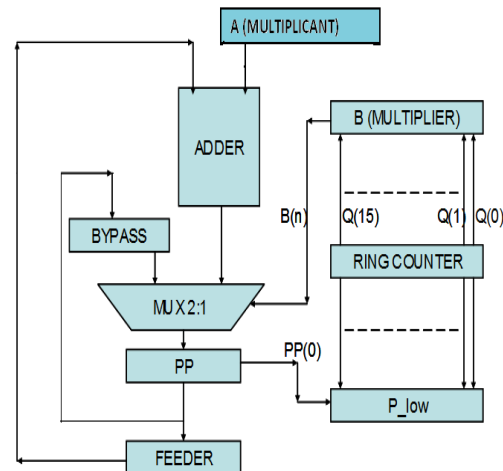 A (MULTIPLICANT)
ADDER
B (MULTIPLIER)
B(n)
Q(15)
Q(1)
Q(0)
BYPASS
RING COUNTER
MUX 2:1
PP
PP(0)
P_low
FEEDER